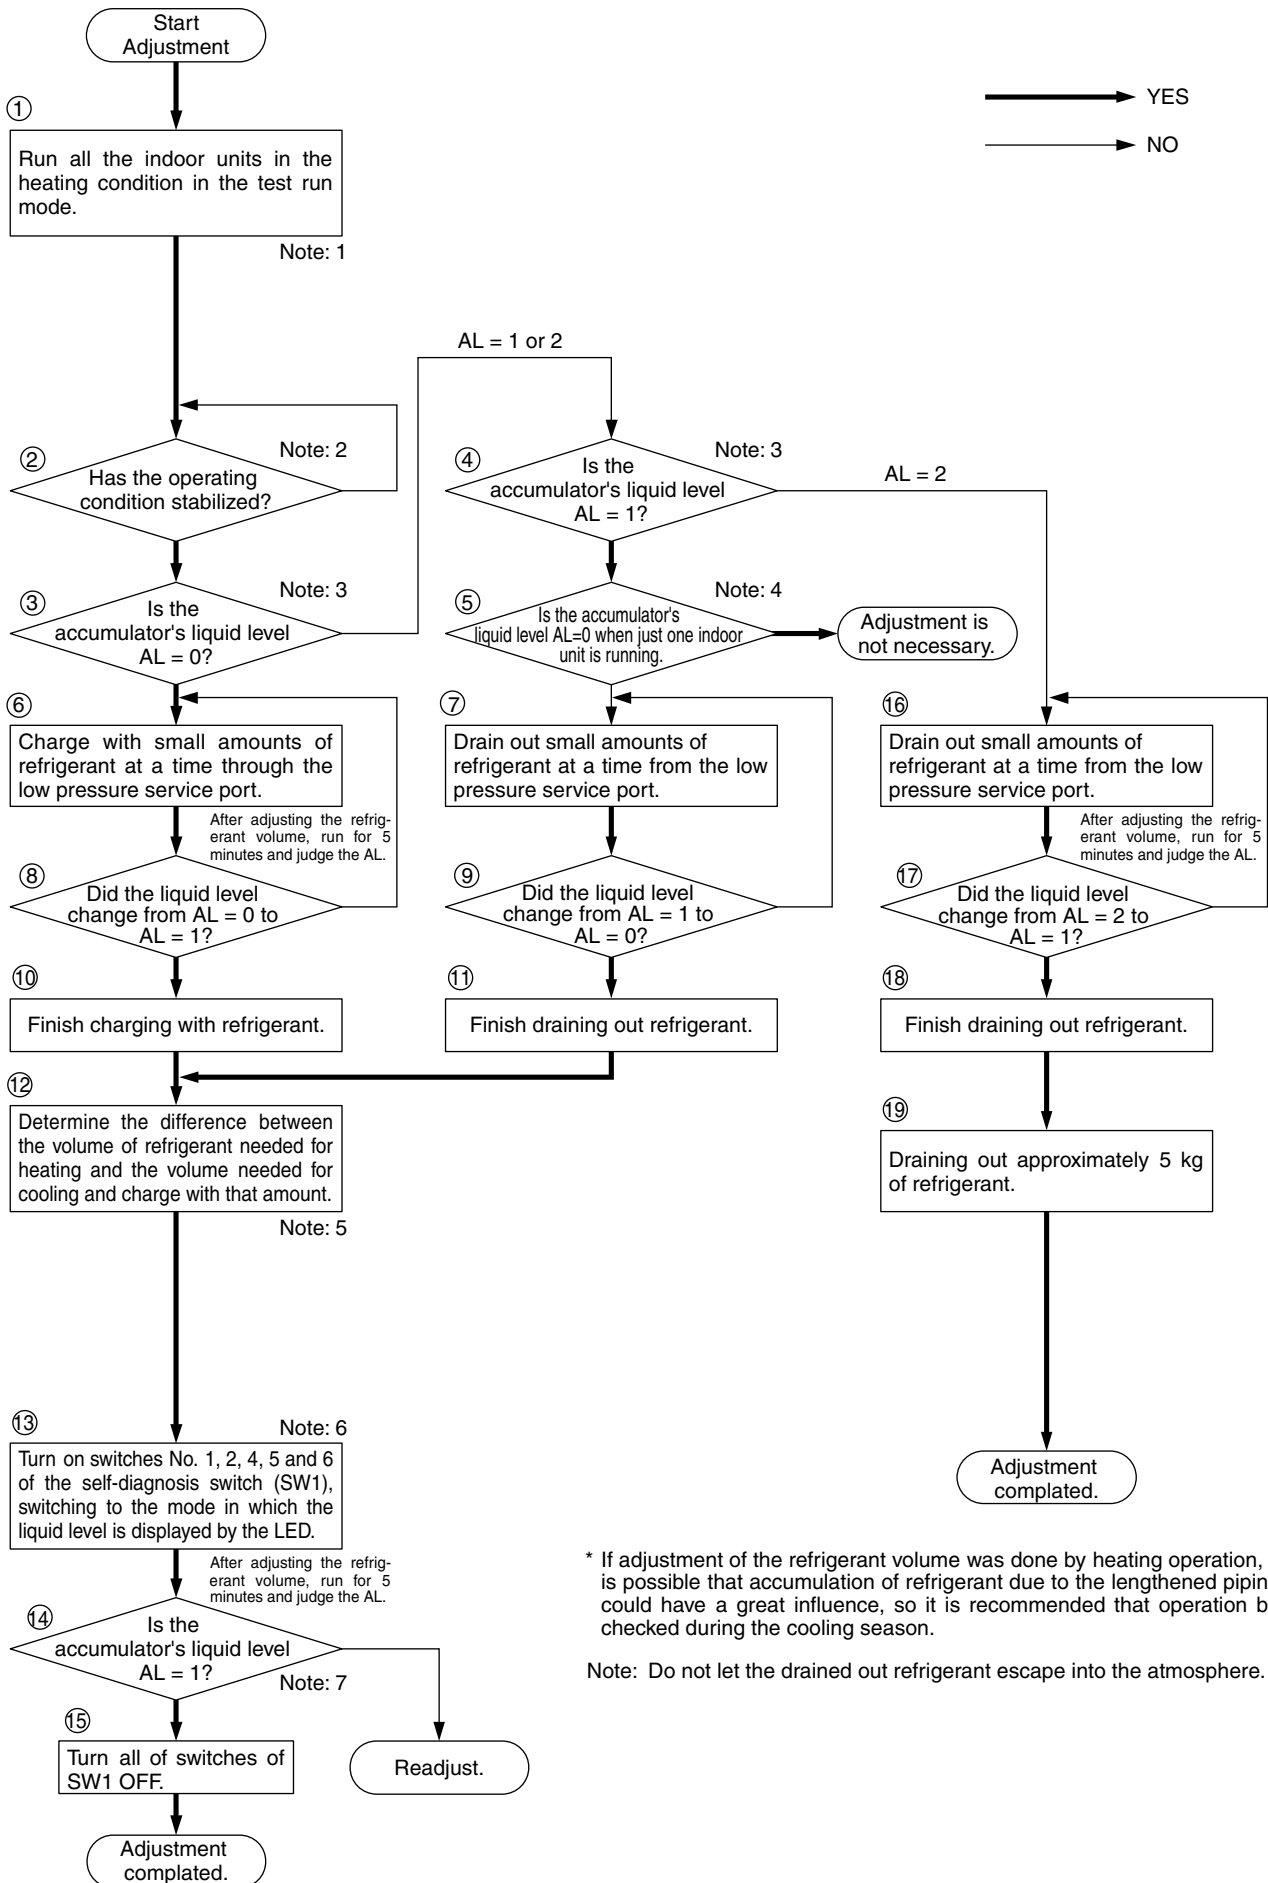 Start
Adjustment
YES
NO
①
Run all the indoor units in the
heating condition in the test run
mode.
Note: 1
AL = 1 or 2
②
Note: 2
Has the operating
condition stabilized?
④
Note: 3
Is the
accumulator's liquid level
AL = 1?
AL = 2
③
Note: 3
Is the
accumulator's liquid level
AL = 0?
⑤
Note: 4
Is the accumulator's
liquid level AL=0 when just one indoor
unit is running.
Adjustment is
not necessary.
⑥
Charge with small amounts of
refrigerant at a time through the
low pressure service port.
After adjusting the refrig-
erant volume, run for 5
minutes and judge the AL.
⑦
Drain out small amounts of
refrigerant at a time from the low
pressure service port.
⑯
Drain out small amounts of
refrigerant at a time from the low
pressure service port.
After adjusting the refrig-
erant volume, run for 5
minutes and judge the AL.
⑧
Did the liquid level
change from AL = 0 to
AL = 1?
⑨
Did the liquid level
change from AL = 1 to
AL = 0?
⑰
Did the liquid level
change from AL = 2 to
AL = 1?
⑩
Finish charging with refrigerant.
⑪
Finish draining out refrigerant.
⑱
Finish draining out refrigerant.
⑫
Determine the difference between
the volume of refrigerant needed for
heating and the volume needed for
cooling and charge with that amount.
Note: 5
⑲
Draining out approximately 5 kg
of refrigerant.
⑬
Note: 6
Turn on switches No. 1, 2, 4, 5 and 6
of the self-diagnosis switch (SW1),
switching to the mode in which the
liquid level is displayed by the LED.
After adjusting the refrig-
erant volume, run for 5
minutes and judge the AL.
Adjustment
complated.
⑭
Is the
accumulator's liquid level
AL = 1?
Note: 7
* If adjustment of the refrigerant volume was done by heating operation,
is possible that accumulation of refrigerant due to the lengthened pipin
could have a great influence, so it is recommended that operation b
checked during the cooling season.
Note: Do not let the drained out refrigerant escape into the atmosphere.
⑮
Turn all of switches of
SW1 OFF.
Readjust.
Adjustment
complated.